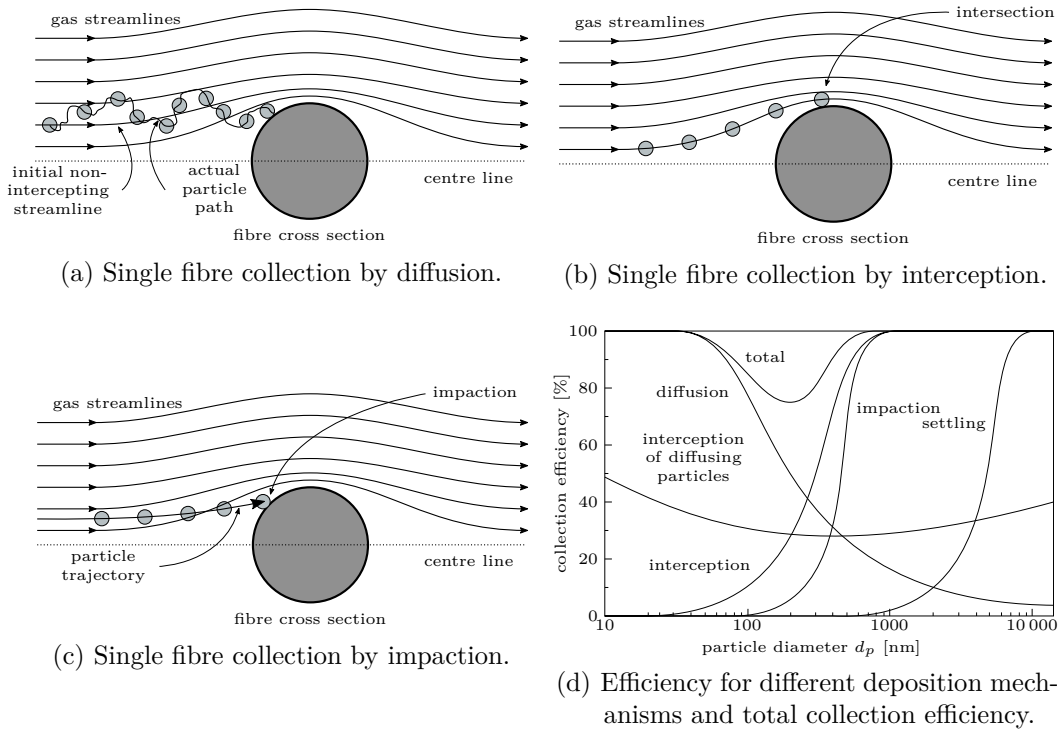 gas streamlines
initial non-
intercepting
streamline
actual
particle
path
centre line
fibre cross section
(a) Single fibre collection by diffusion.
gas streamlines
intersection
centre line
fibre cross section
(b) Single fibre collection by interception.
gas streamlines
impaction
particle
trajectory
centre line
fibre cross section
(c) Single fibre collection by impaction.
collection efficiency [%]
100
80
60
40
20
0
total
diffusion
impaction
settling
interception
of diffusing
particles
interception
10 100 1000 10 000
particle diameter dₚ [nm]
(d) Efficiency for different deposition mech-
anisms and total collection efficiency.